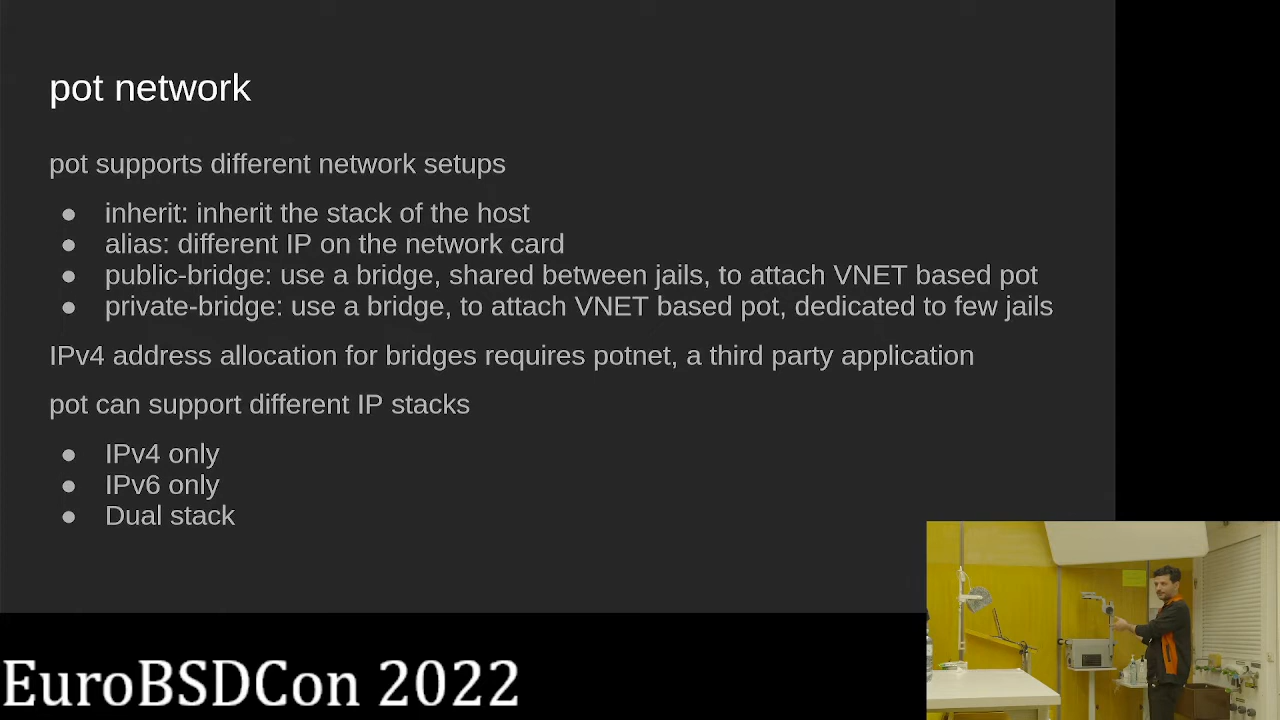 pot network
pot supports different network setups
● inherit: inherit the stack of the host
● alias: different IP on the network card
● public-bridge: use a bridge, shared between jails, to attach VNET based pot
● private-bridge: use a bridge, to attach VNET based pot, dedicated to few jails
IPv4 address allocation for bridges requires potnet, a third party application
pot can support different IP stacks
● IPv4 only
● IPv6 only
● Dual stack
EuroBSDCon 2022